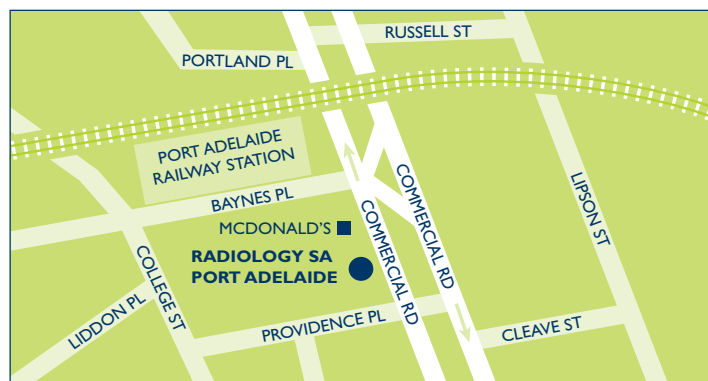 RUSSELL ST
PORTLAND PL
PORT ADELAIDE
RAILWAY STATION
BAYNES PL
MCDONALD'S
RADIOLOGY SA
PORT ADELAIDE
COMMERCIAL RD
COMMERCIAL RD
LIPSON ST
COLLEGE ST
LIDDON PL
PROVIDENCE PL
CLEAVE ST